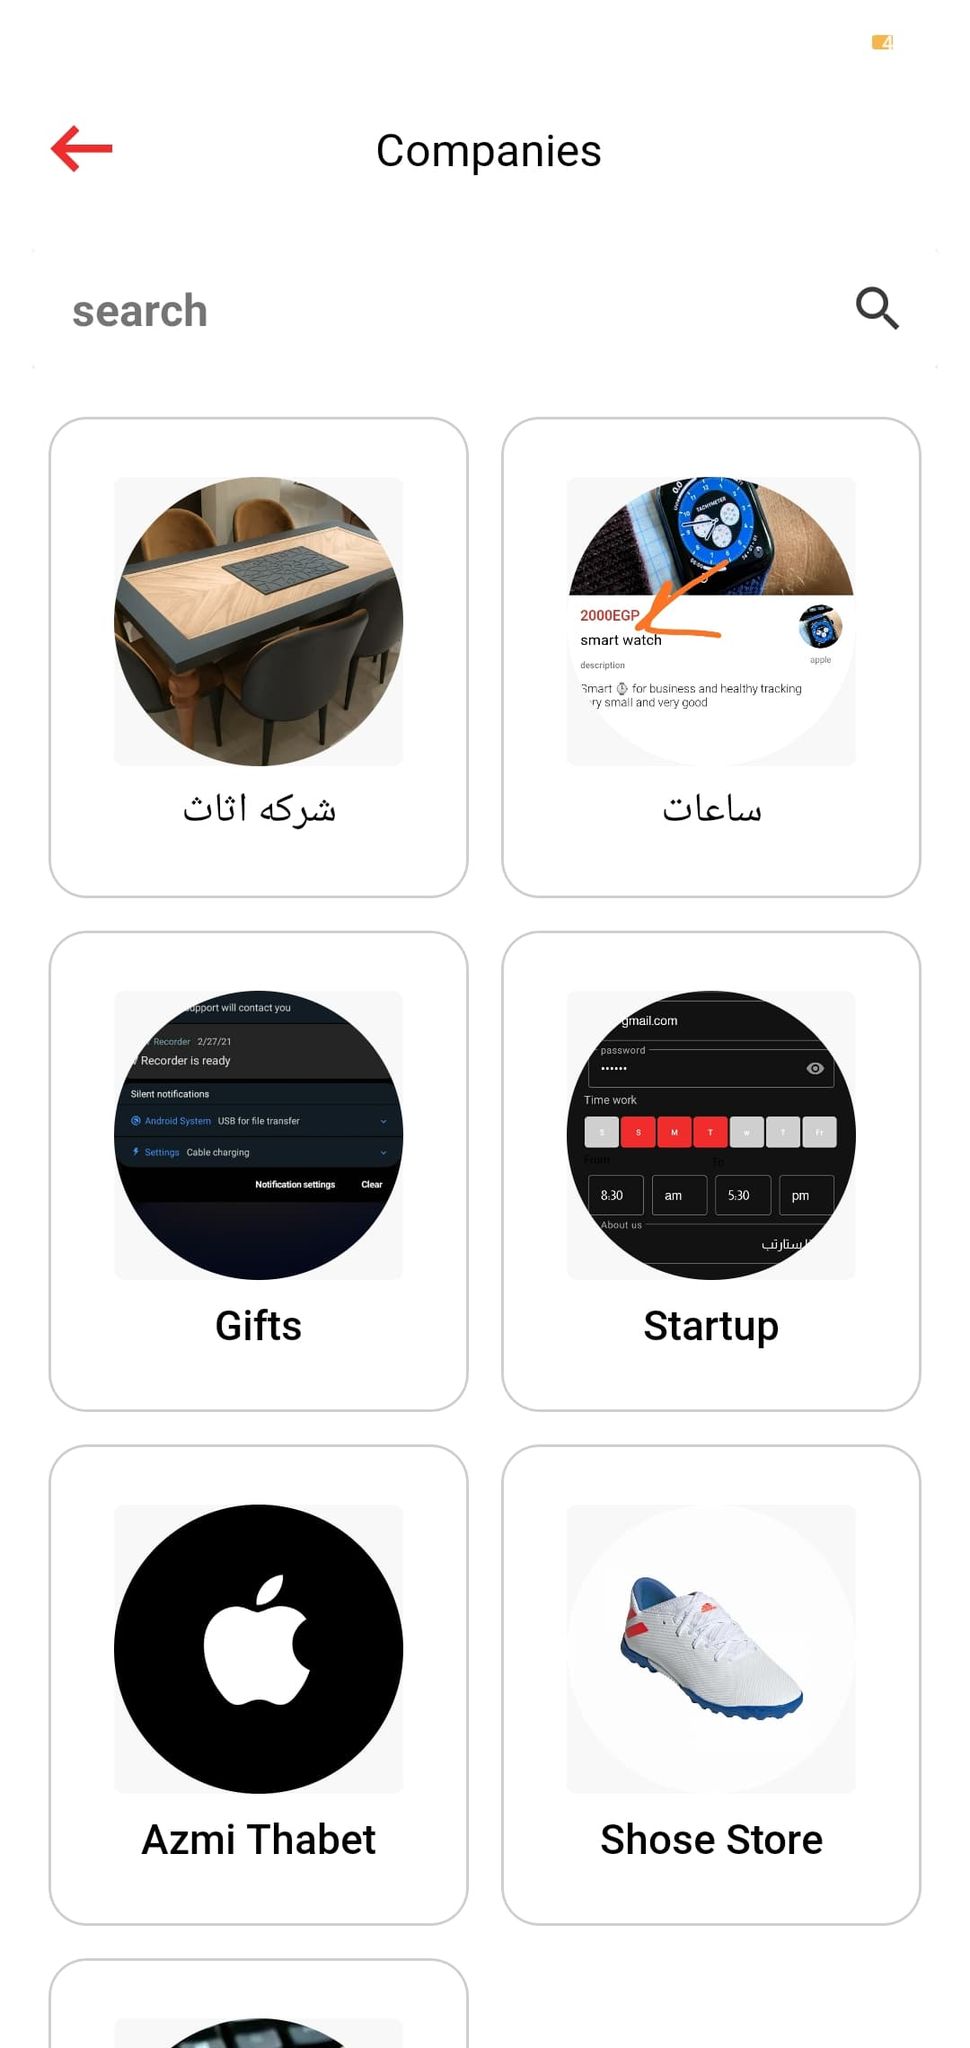 Companies
search
2000EGP
smart watch
apple
description
Smart ⌚ for business and healthy tracking
ry small and very good
شركه اثاث
ساعات
upport will contact you
Recorder 2/27/21
Recorder is ready
Silent notifications
Android System USB for file transfer
Settings Cable charging
Notification settings Clear
gmail.com
password
••••••
Time work
S S M T w T Fr
From To
8:30 am 5:30 pm
About us
Gifts
Startup
Azmi Thabet
Shose Store